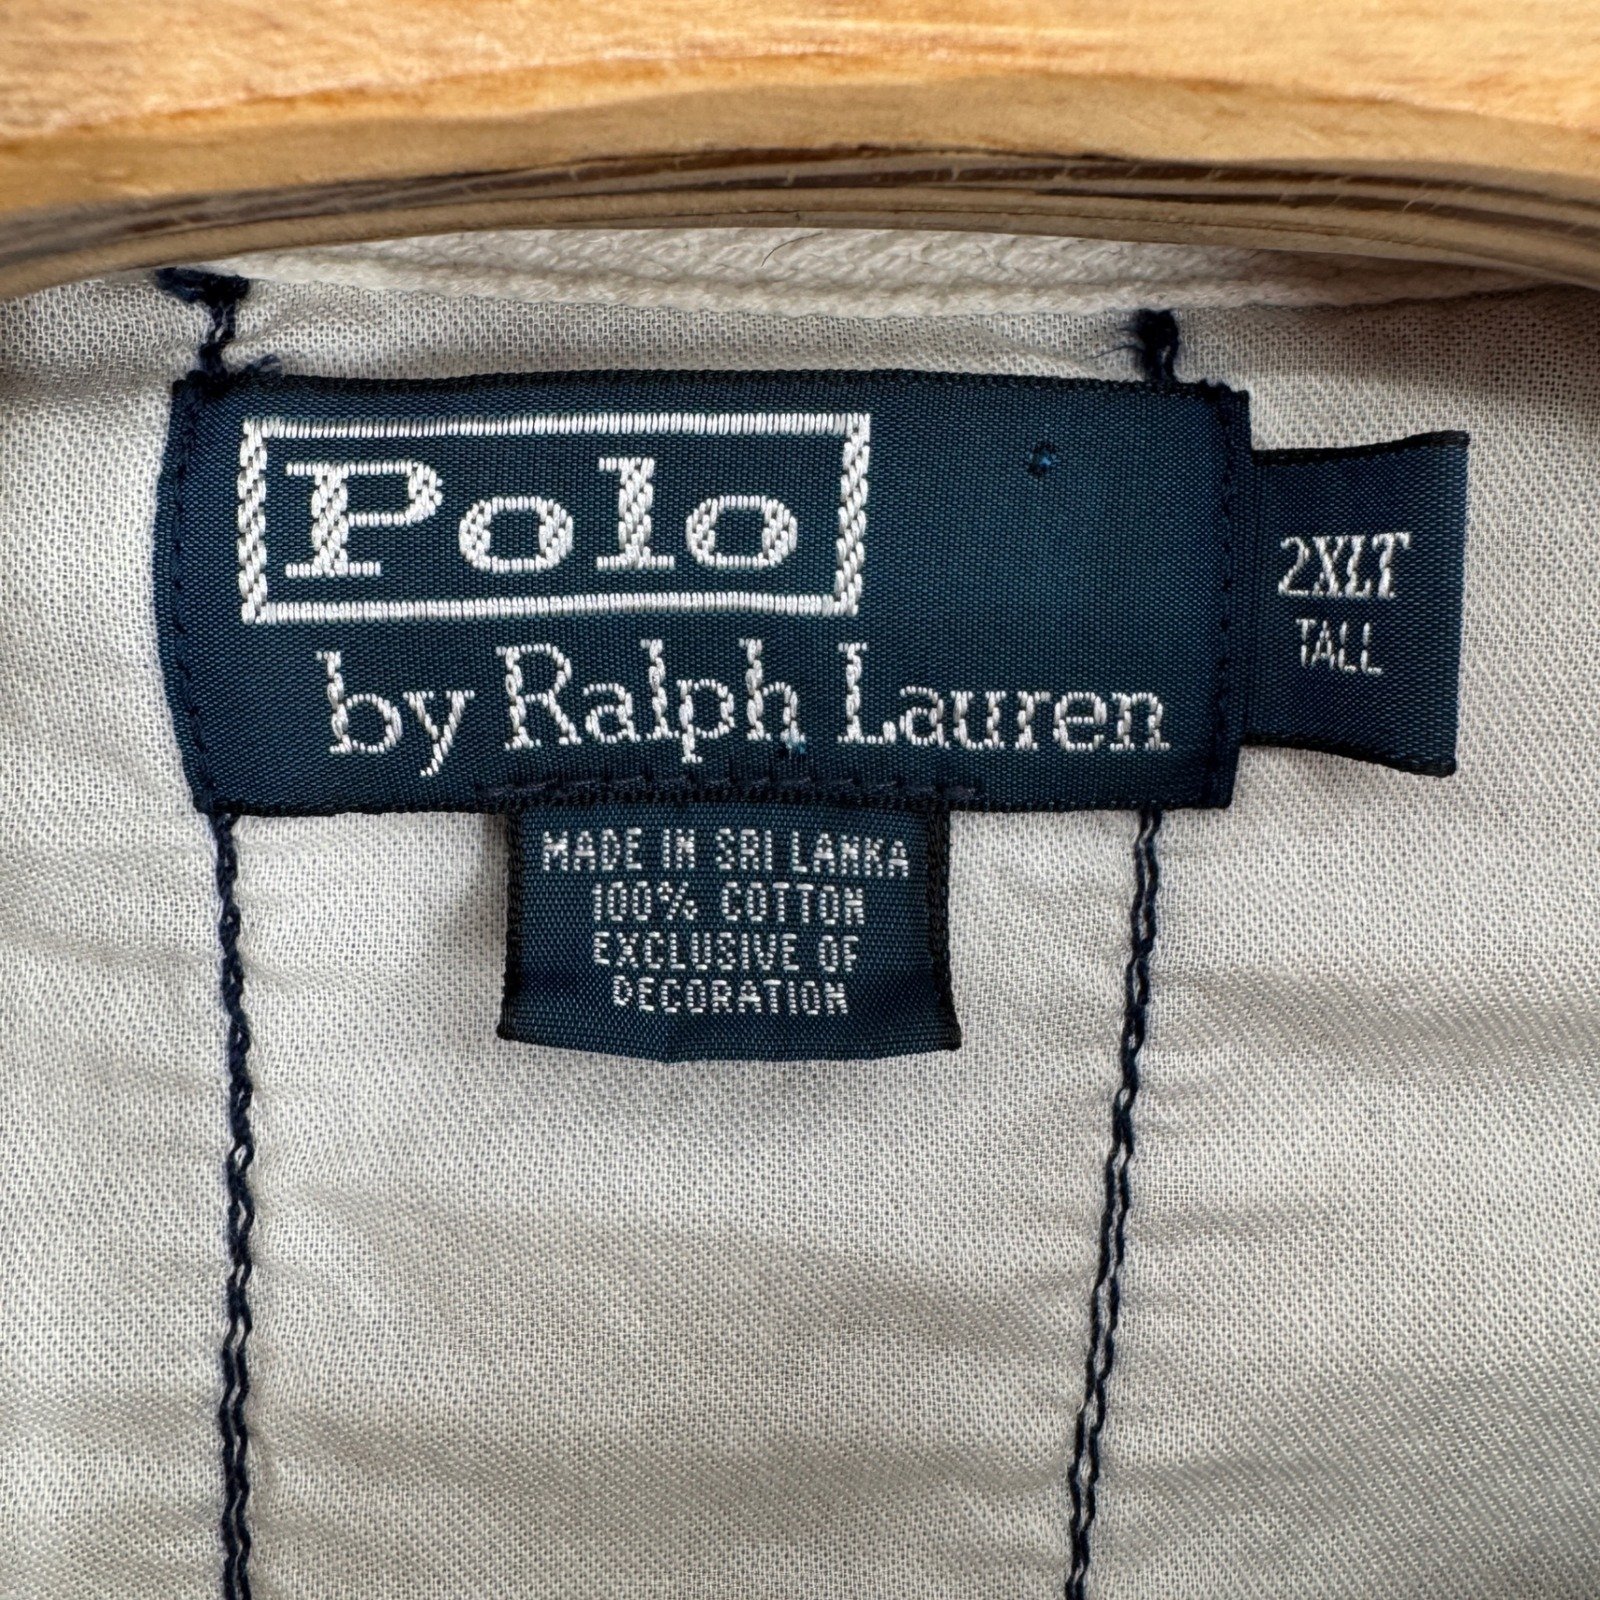 Polo
by Ralph Lauren
2XLT
TALL
MADE IN SRI LANKA
100% COTTON
EXCLUSIVE OF
DECORATION